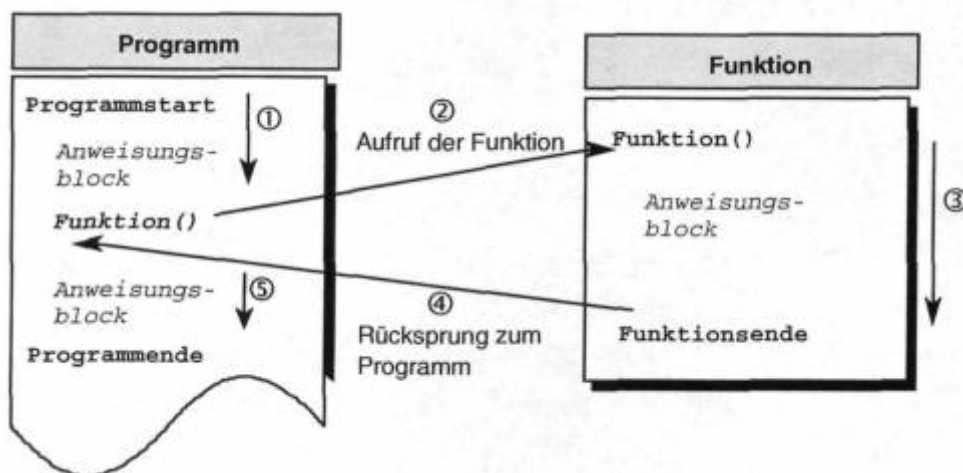 Programm
Programmstart
①
Anweisungs-
block
Funktion()
⑤
Anweisungs-
block
Programmende
②
Aufruf der Funktion
④
Rücksprung zum
Programm
Funktion
Funktion()
Anweisungs-
block
③
Funktionsende